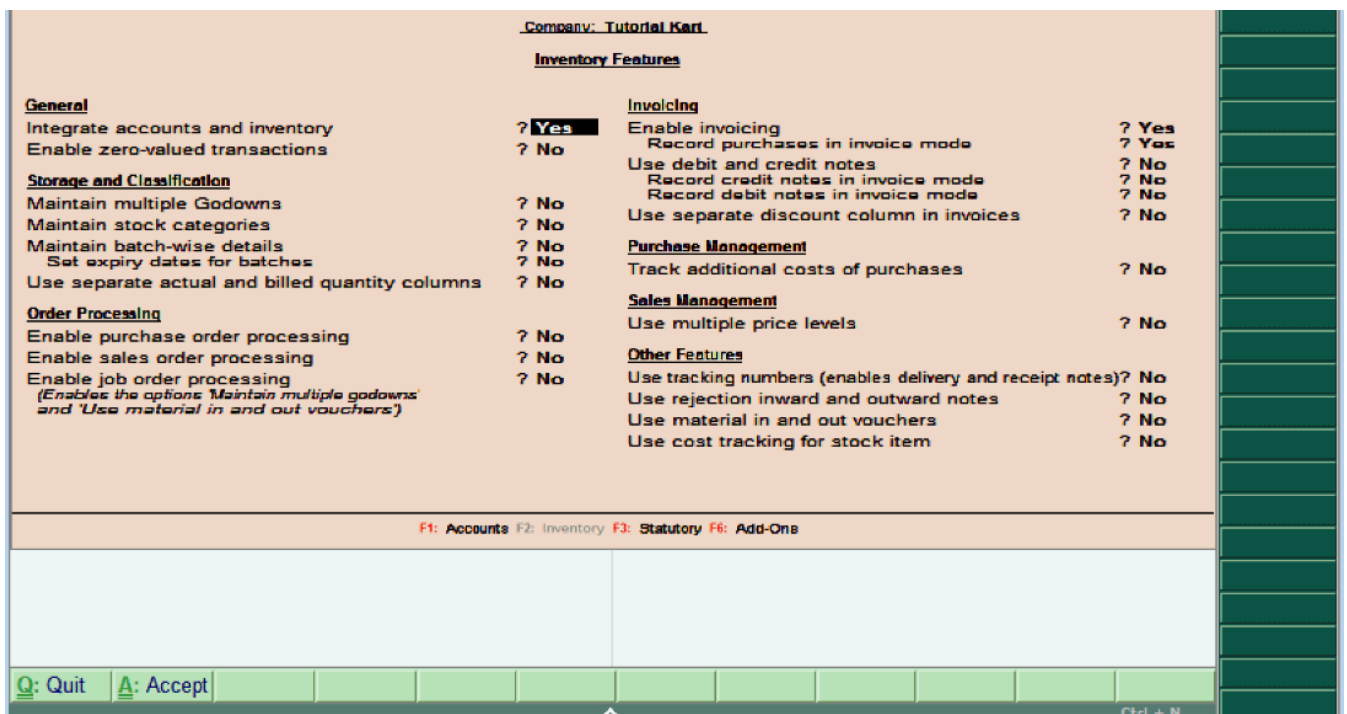 Company: Tutorial Kart
Inventory Features
General
Integrate accounts and inventory ? Yes
Enable zero-valued transactions ? No
Storage and Classification
Maintain multiple Godowns ? No
Maintain stock categories ? No
Maintain batch-wise details ? No
Set expiry dates for batches ? No
Use separate actual and billed quantity columns ? No
Order Processing
Enable purchase order processing ? No
Enable sales order processing ? No
Enable job order processing ? No
(Enables the options 'Maintain multiple godowns'
and 'Use material in and out vouchers')
Invoicing
Enable invoicing ? Yes
Record purchases in invoice mode ? Yes
Use debit and credit notes ? No
Record credit notes in invoice mode ? No
Record debit notes in invoice mode ? No
Use separate discount column in invoices ? No
Purchase Management
Track additional costs of purchases ? No
Sales Management
Use multiple price levels ? No
Other Features
Use tracking numbers (enables delivery and receipt notes)? No
Use rejection inward and outward notes ? No
Use material in and out vouchers ? No
Use cost tracking for stock item ? No
F1: Accounts F2: Inventory F3: Statutory F6: Add-Ons
Q: Quit A: Accept
Ctrl + N